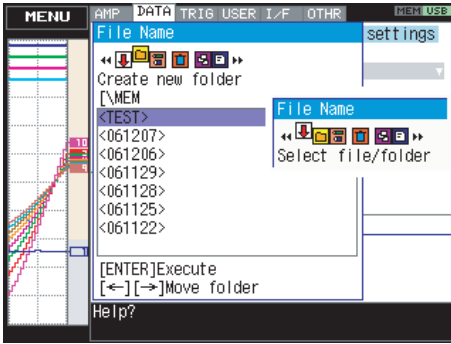 MENU
AMP DATA TRIG USER I/F OTHR MEM USB
File Name
settings
Create new folder
[\MEM
<TEST>
<061207>
<061206>
<061129>
<061128>
<061125>
<061122>
File Name
Select file/folder
10
[ENTER]Execute
[←][→]Move folder
Help?